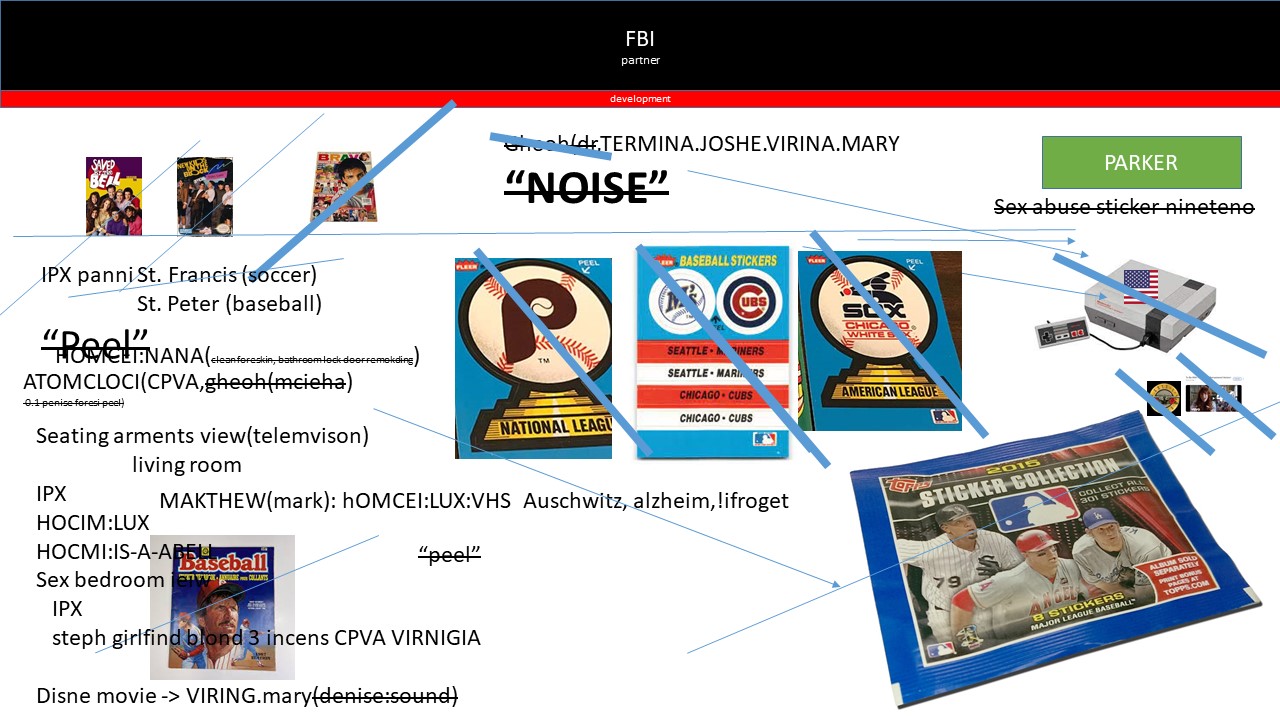 FBI
partner
development
Gheoh(dr.TERMINA.JOSHE.VIRINA.MARY
“NOISE”
PARKER
Sex abuse sticker nineteno
SAVED BY THE BELL
NEW KIDS ON THE BLOCK
BRAVO
IPX panni St. Francis (soccer)
St. Peter (baseball)
“Peel”
HOMCEI:NANA(clean foreskin, bathroom lock door remokding)
ATOMCLOCI(CPVA,gheoh(mcieha)
-0.1 penise foresi peel)
FLEER
PEEL
P
TM
NATIONAL LEAGU
FLEER BASEBALL STICKERS
M's
CUBS
SEATTLE • MARINERS
SEATTLE • MARINERS
CHICAGO • CUBS
CHICAGO • CUBS
FLEER
PEEL
SOX
CHICAGO
WHITE SOX
AMERICAN LEAGUE
Seating arments view(telemvison)
living room
IPX
HOCIM:LUX
HOCMI:IS-A-ABELL
Sex bedroom
IPX
steph girlfind blond 3 incens CPVA VIRNIGIA
MAKTHEW(mark): hOMCEI:LUX:VHS Auschwitz, alzheim,!ifroget
“peel”
Baseball
Disne movie -> VIRING.mary(denise:sound)
2015
Topps
STICKER COLLECTION
COLLECT ALL
301 STICKERS
79
ANGELS
8 STICKERS
MAJOR LEAGUE BASEBALL
ALBUM SOLD
SEPARATELY
PRINT BONUS
PAGES AT
TOPPS.COM